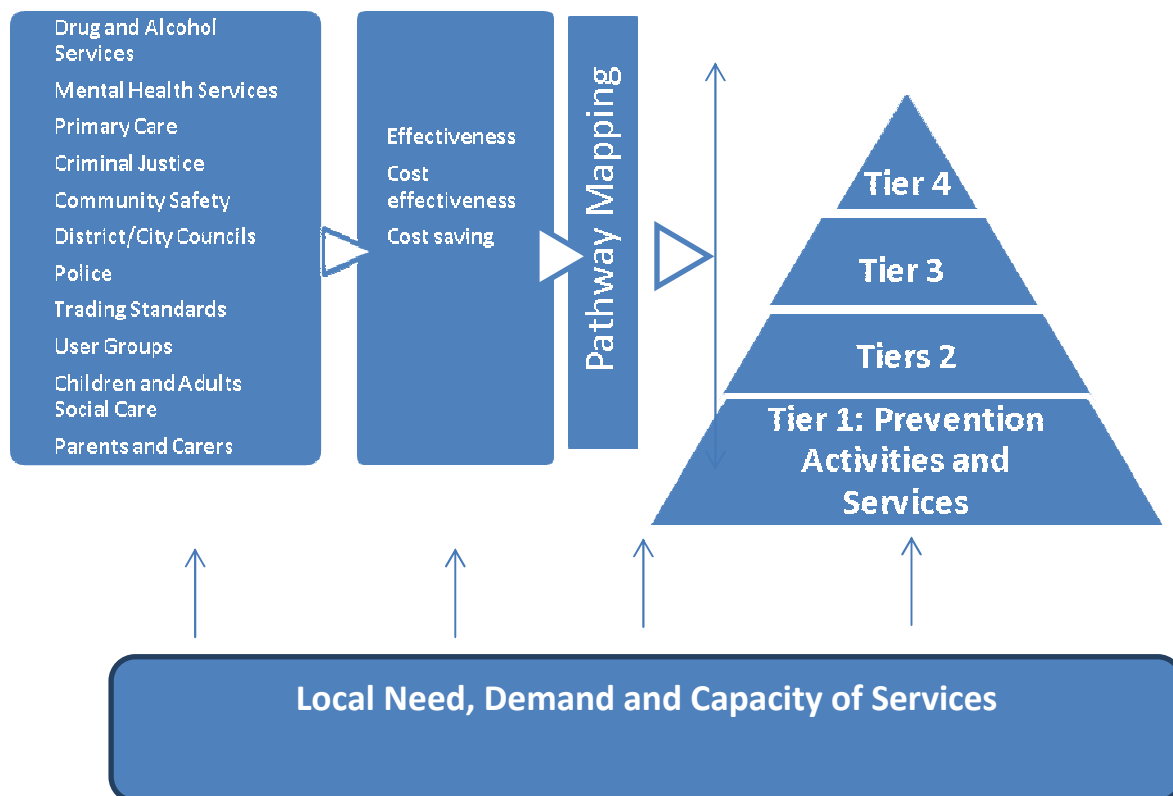 Drug and Alcohol
Services
Mental Health Services
Primary Care
Criminal Justice
Community Safety
District/City Councils
Police
Trading Standards
User Groups
Children and Adults
Social Care
Parents and Carers
Effectiveness
Cost
effectiveness
Cost saving
Pathway Mapping
Tier 4
Tier 3
Tiers 2
Tier 1: Prevention
Activities and
Services
Local Need, Demand and Capacity of Services